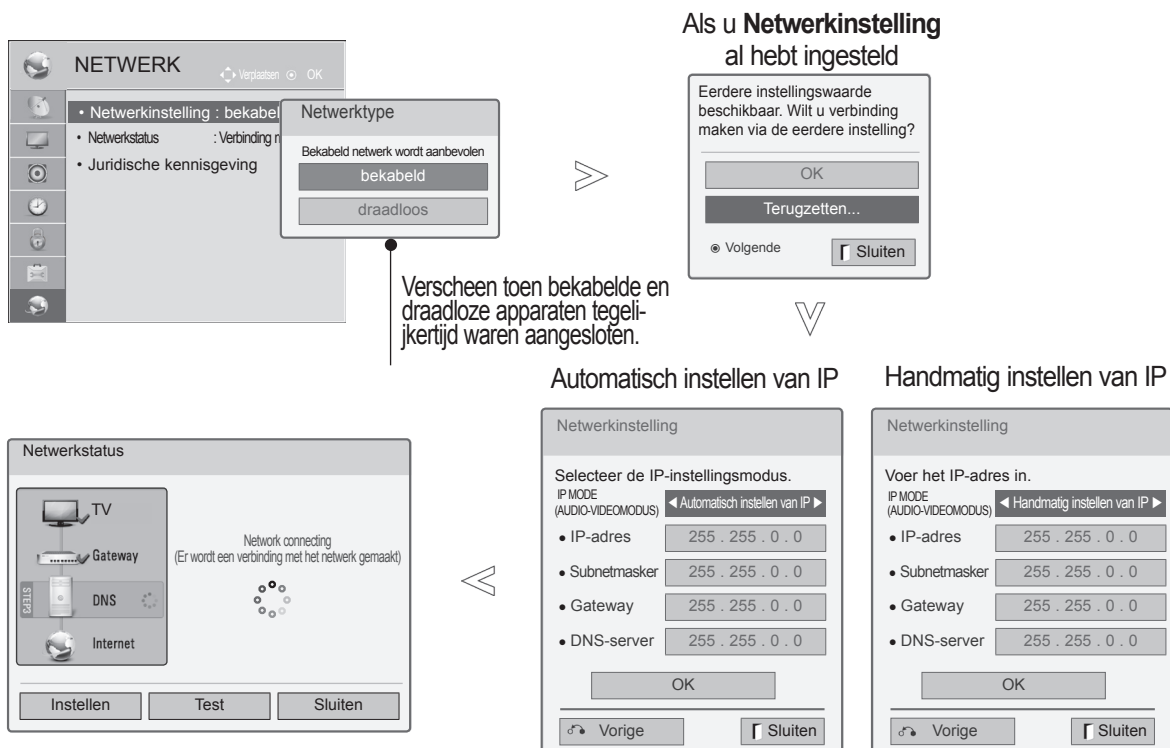 Als u Netwerkinstelling
al hebt ingesteld
NETWERK
Verplaatsen OK
• Netwerkinstelling : bekabel
• Netwerkstatus : Verbinding n
• Juridische kennisgeving
Netwerktype
Bekabeld netwerk wordt aanbevolen
bekabeld
draadloos
Eerdere instellingswaarde
beschikbaar. Wilt u verbinding
maken via de eerdere instelling?
OK
Terugzetten...
Volgende
Sluiten
Verscheen toen bekabelde en
draadloze apparaten tegeli-
jkertijd waren aangesloten.
Automatisch instellen van IP
Netwerkinstelling
Selecteer de IP-instellingsmodus.
IP MODE
(AUDIO-VIDEOMODUS) ◀ Automatisch instellen van IP ▶
• IP-adres 255 . 255 . 0 . 0
• Subnetmasker 255 . 255 . 0 . 0
• Gateway 255 . 255 . 0 . 0
• DNS-server 255 . 255 . 0 . 0
OK
Vorige
Sluiten
Handmatig instellen van IP
Netwerkinstelling
Voer het IP-adres in.
IP MODE
(AUDIO-VIDEOMODUS) ◀ Handmatig instellen van IP ▶
• IP-adres 255 . 255 . 0 . 0
• Subnetmasker 255 . 255 . 0 . 0
• Gateway 255 . 255 . 0 . 0
• DNS-server 255 . 255 . 0 . 0
OK
Vorige
Sluiten
Netwerkstatus
TV
Gateway
STEP3
DNS
Internet
Network connecting
(Er wordt een verbinding met het netwerk gemaakt)
Instellen
Test
Sluiten